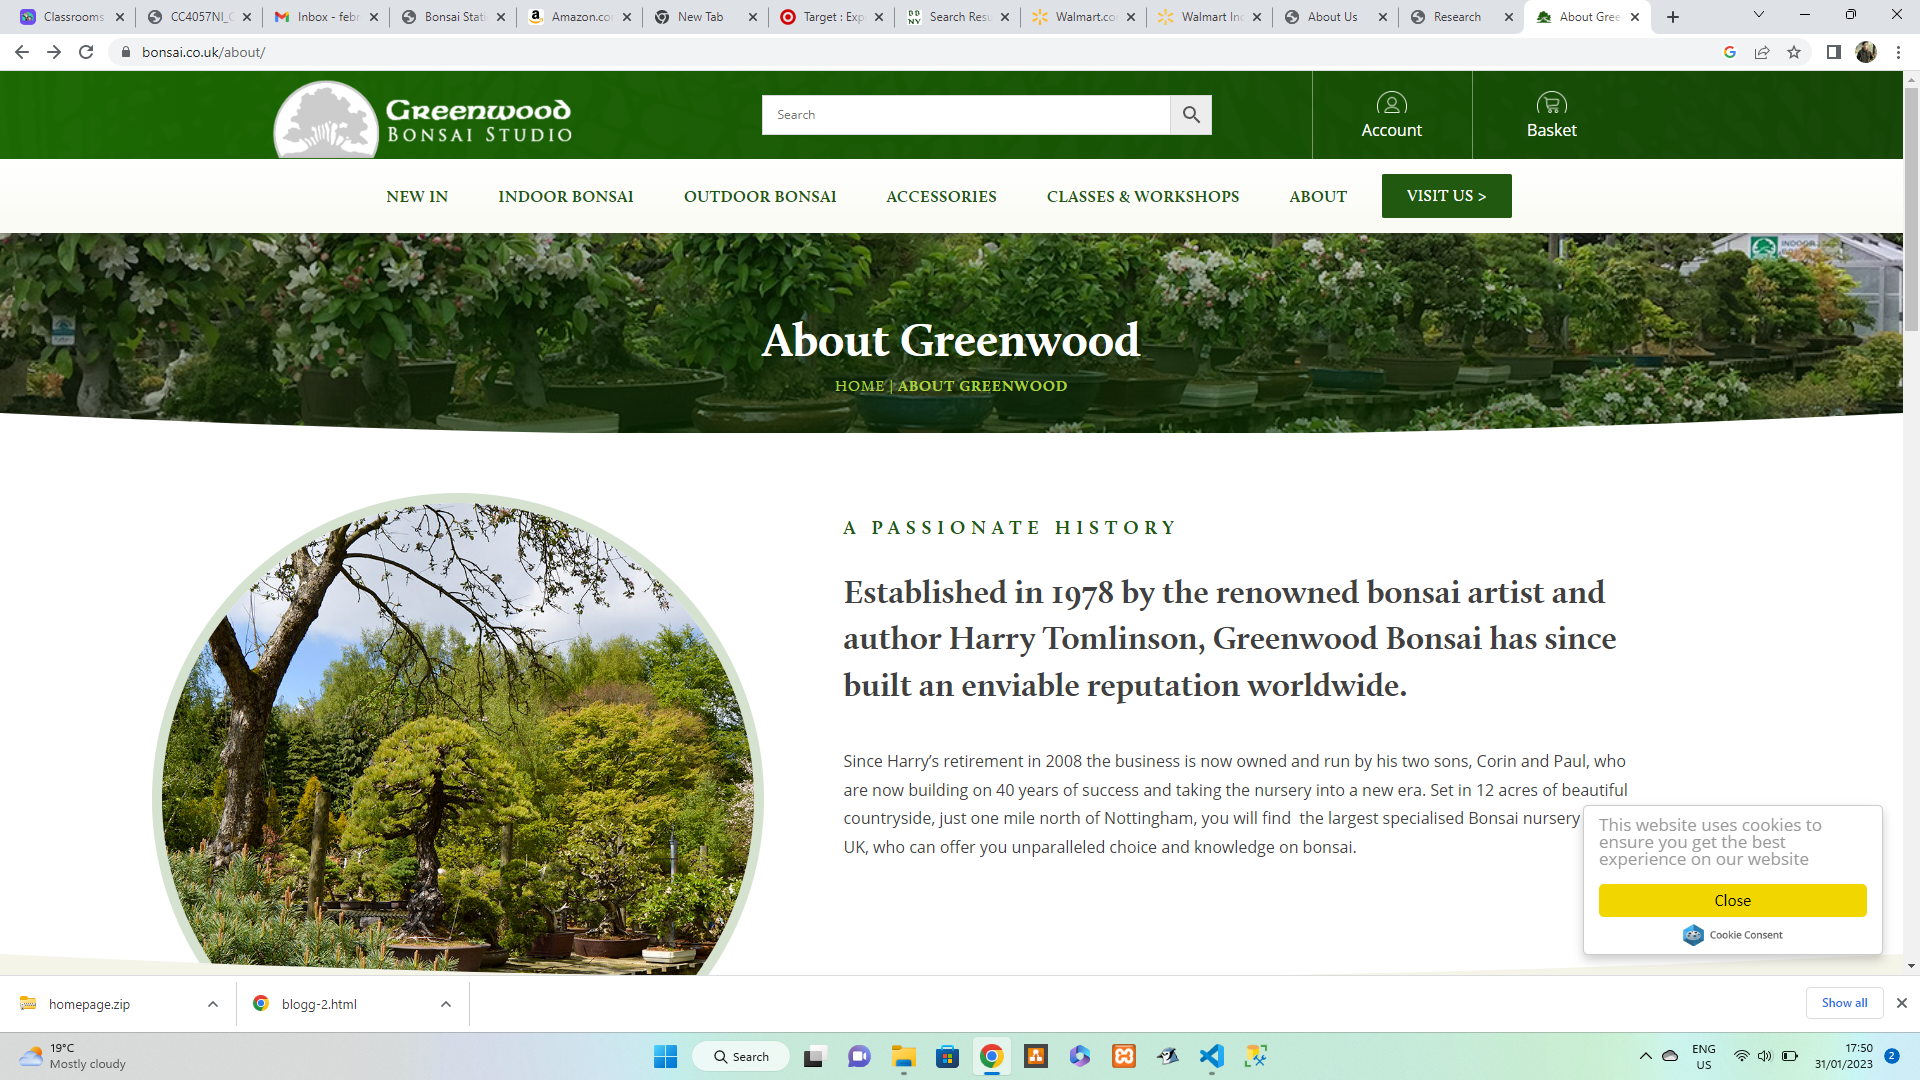 Classrooms
CC4057NI_C
Inbox - febr
Bonsai Stati
Amazon.co
New Tab
Target : Exp
Search Resu
Walmart.co
Walmart Inc
About Us
Research
About Gree
bonsai.co.uk/about/
Greenwood
BONSAI STUDIO
Search
Account
Basket
NEW IN
INDOOR BONSAI
OUTDOOR BONSAI
ACCESSORIES
CLASSES & WORKSHOPS
ABOUT
VISIT US >
INDOOR
About Greenwood
HOME | ABOUT GREENWOOD
A PASSIONATE HISTORY
Established in 1978 by the renowned bonsai artist and
author Harry Tomlinson, Greenwood Bonsai has since
built an enviable reputation worldwide.
Since Harry's retirement in 2008 the business is now owned and run by his two sons, Corin and Paul, who
are now building on 40 years of success and taking the nursery into a new era. Set in 12 acres of beautiful
countryside, just one mile north of Nottingham, you will find the largest specialised Bonsai nursery
UK, who can offer you unparalleled choice and knowledge on bonsai.
This website uses cookies to
ensure you get the best
experience on our website
Close
Cookie Consent
homepage.zip
blogg-2.html
Show all
19°C
Mostly cloudy
Search
ENG
US
17:50
31/01/2023
2